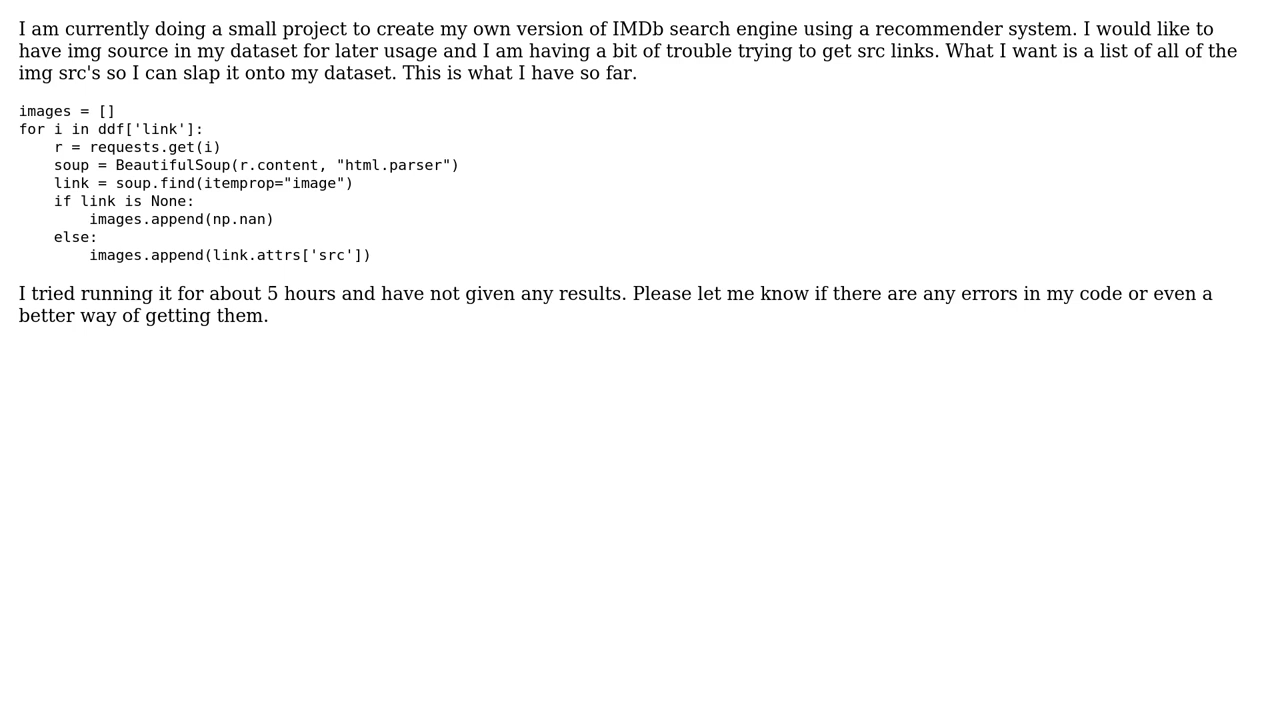 I am currently doing a small project to create my own version of IMDb search engine using a recommender system. I would like to
have img source in my dataset for later usage and I am having a bit of trouble trying to get src links. What I want is a list of all of the
img src's so I can slap it onto my dataset. This is what I have so far.
images = []
for i in ddf['link']:
    r = requests.get(i)
    soup = BeautifulSoup(r.content, "html.parser")
    link = soup.find(itemprop="image")
    if link is None:
        images.append(np.nan)
    else:
        images.append(link.attrs['src'])
I tried running it for about 5 hours and have not given any results. Please let me know if there are any errors in my code or even a
better way of getting them.